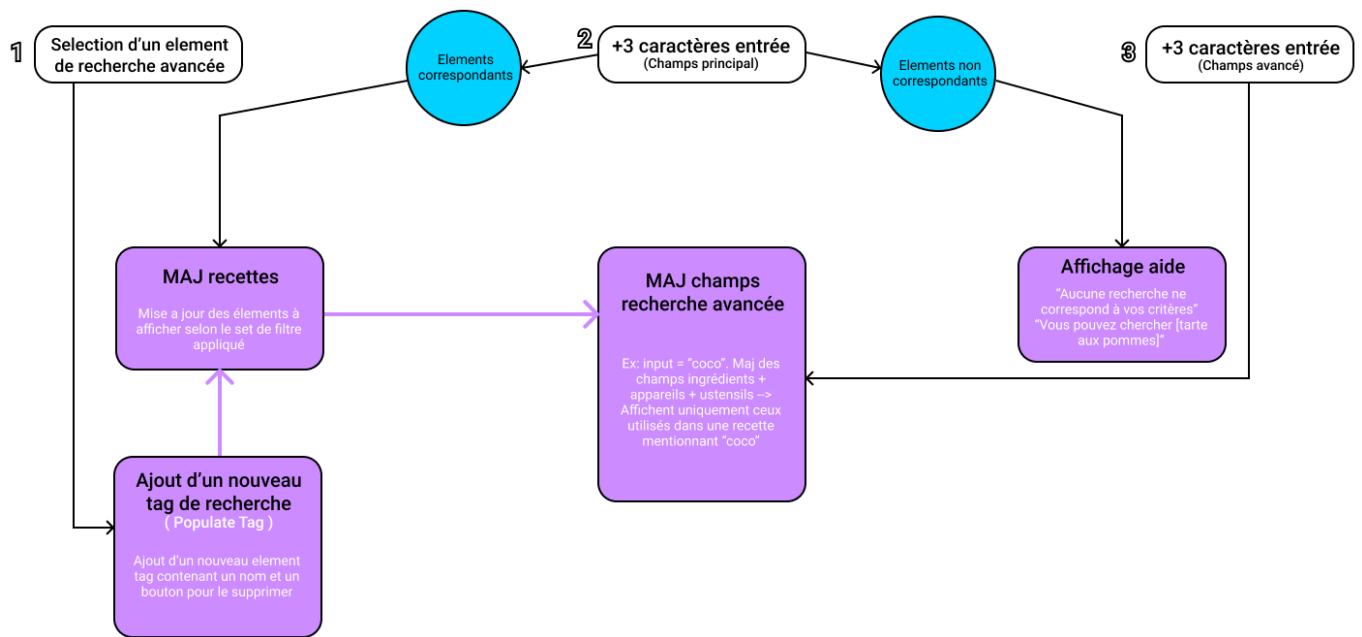 1
Selection d'un element
de recherche avancée
Elements
correspondants
2
+3 caractères entrée
(Champs principal)
Elements non
correspondants
3
+3 caractères entrée
(Champs avancé)
MAJ recettes
Mise a jour des élements à
afficher selon le set de filtre
appliqué
MAJ champs
recherche avancée
Ex: input = "coco". Maj des
champs ingrédients +
appareils + ustensils -->
Affichent uniquement ceux
utilisés dans une recette
mentionnant "coco"
Affichage aide
"Aucune recherche ne
correspond à vos critères"
"Vous pouvez chercher [tarte
aux pommes]"
Ajout d'un nouveau
tag de recherche
( Populate Tag )
Ajout d'un nouveau element
tag contenant un nom et un
bouton pour le supprimer